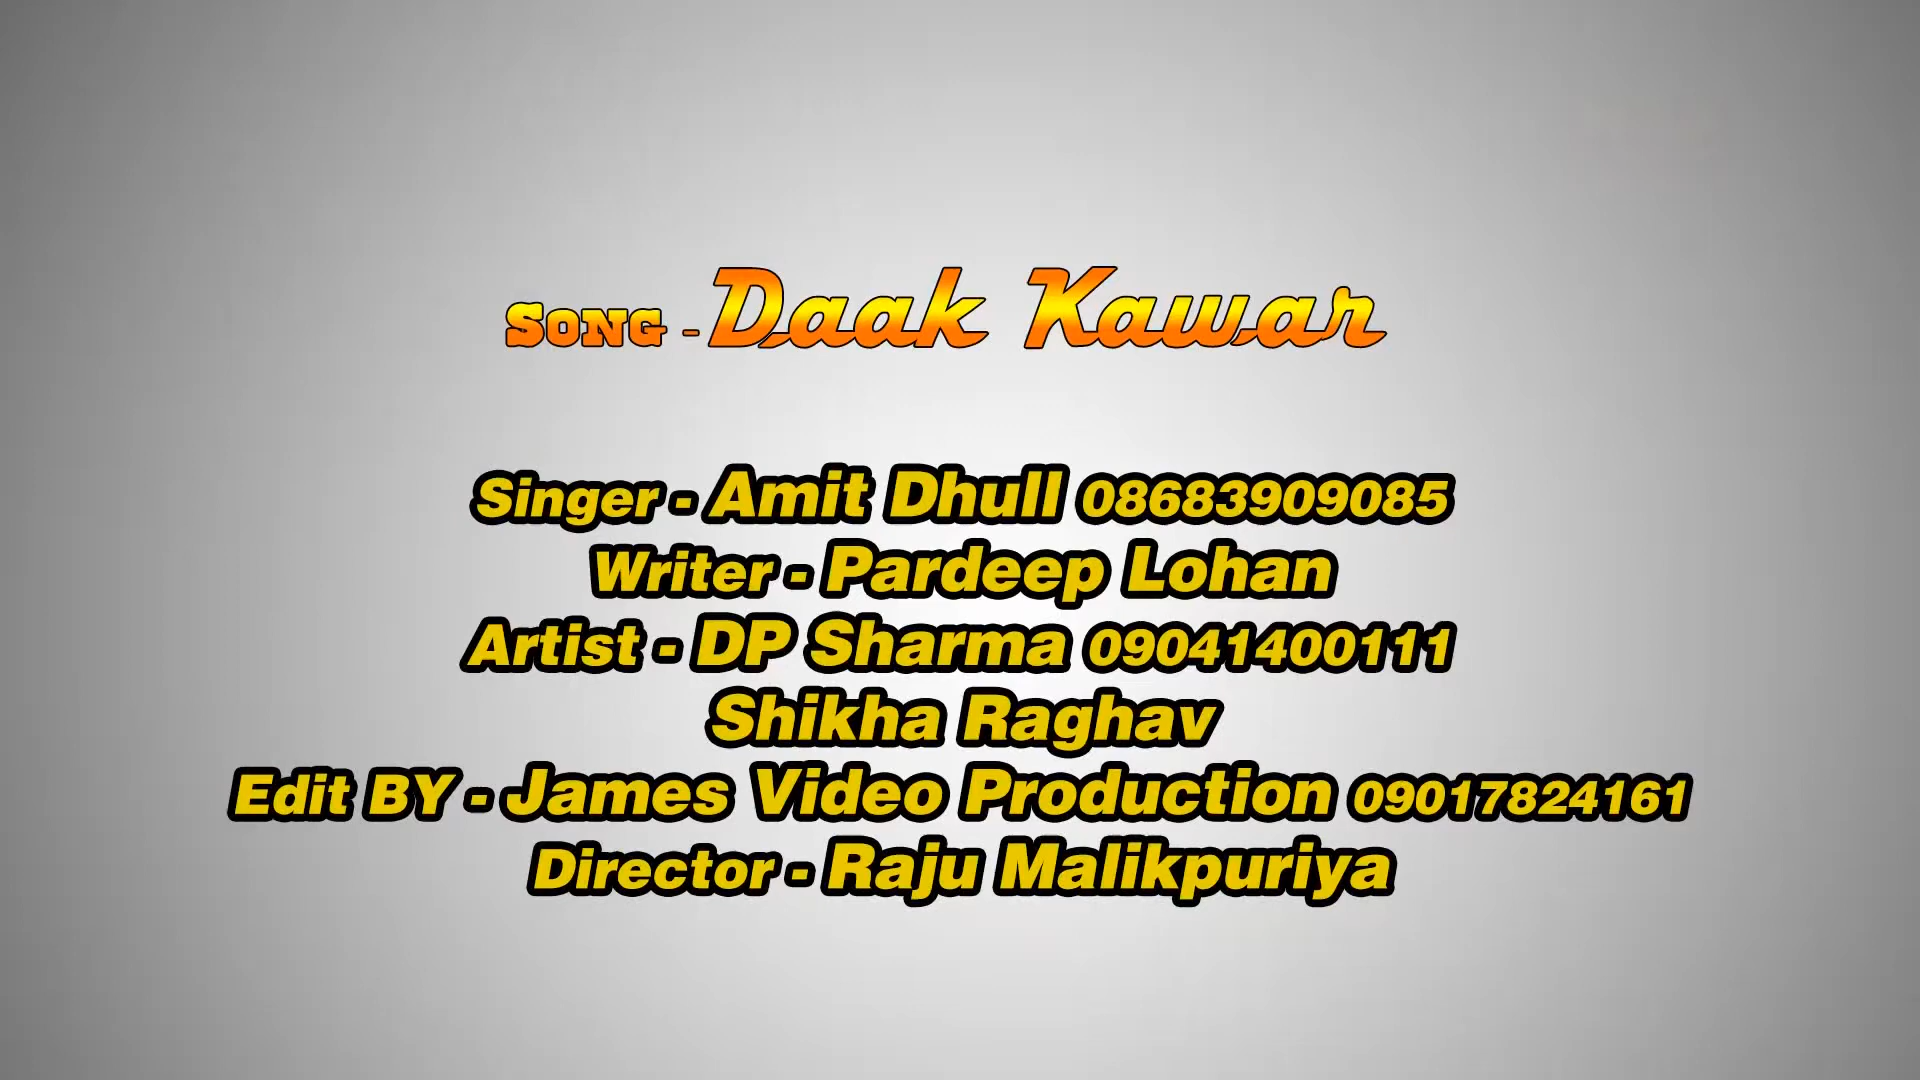 Song - Daak Kawar
Singer - Amit Dhull 08683909085
Writer - Pardeep Lohan
Artist - DP Sharma 09041400111
Shikha Raghav
Edit BY - James Video Production 09017824161
Director - Raju Malikpuriya